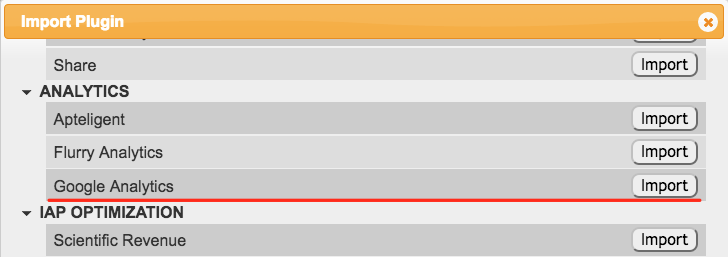 Import Plugin
Share Import
ANALYTICS
Apteligent Import
Flurry Analytics Import
Google Analytics Import
IAP OPTIMIZATION
Scientific Revenue Import